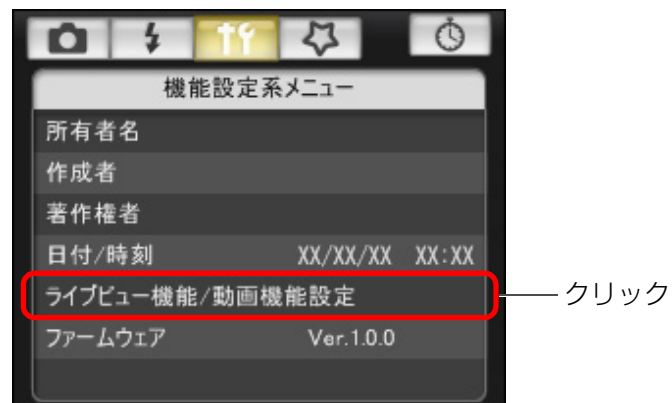 機能設定系メニュー
所有者名
作成者
著作権者
日付/時刻 XX/XX/XX XX:XX
ライブビュー機能/動画機能設定
クリック
ファームウェア Ver.1.0.0